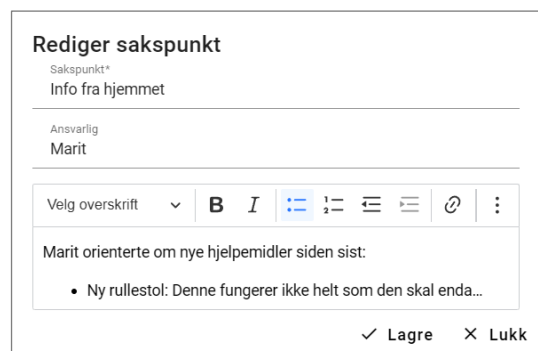 Rediger sakspunkt
Sakspunkt*
Info fra hjemmet
Ansvarlig
Marit
Velg overskrift B I
Marit orienterte om nye hjelpemidler siden sist:
• Ny rullestol: Denne fungerer ikke helt som den skal enda...
Lagre Lukk